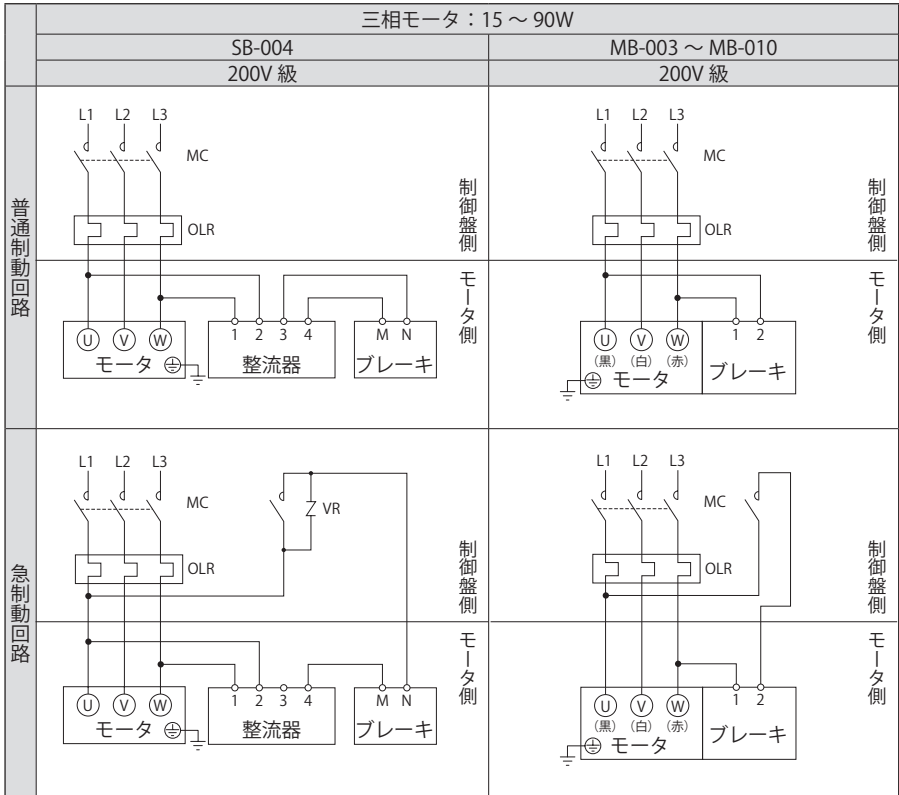 三相モータ：15 ～ 90W
SB-004
MB-003 ～ MB-010
200V 級
200V 級
普通制動回路
L1 L2 L3
MC
OLR
制御盤側
モータ側
U V W
モータ
1 2 3 4
整流器
M N
ブレーキ
L1 L2 L3
MC
OLR
制御盤側
モータ側
U V W
(黒) (白) (赤)
モータ
1 2
ブレーキ
急制動回路
L1 L2 L3
MC
VR
OLR
制御盤側
モータ側
U V W
モータ
1 2 3 4
整流器
M N
ブレーキ
L1 L2 L3
MC
OLR
制御盤側
モータ側
U V W
(黒) (白) (赤)
モータ
1 2
ブレーキ